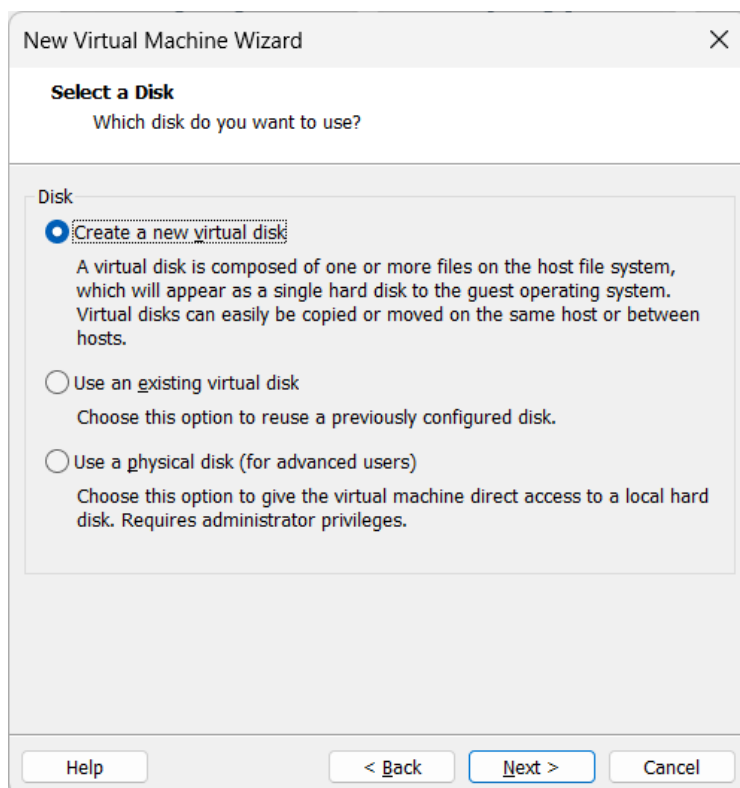 New Virtual Machine Wizard
Select a Disk
Which disk do you want to use?
Disk
Create a new virtual disk
A virtual disk is composed of one or more files on the host file system,
which will appear as a single hard disk to the guest operating system.
Virtual disks can easily be copied or moved on the same host or between
hosts.
Use an existing virtual disk
Choose this option to reuse a previously configured disk.
Use a physical disk (for advanced users)
Choose this option to give the virtual machine direct access to a local hard
disk. Requires administrator privileges.
Help
< Back
Next >
Cancel